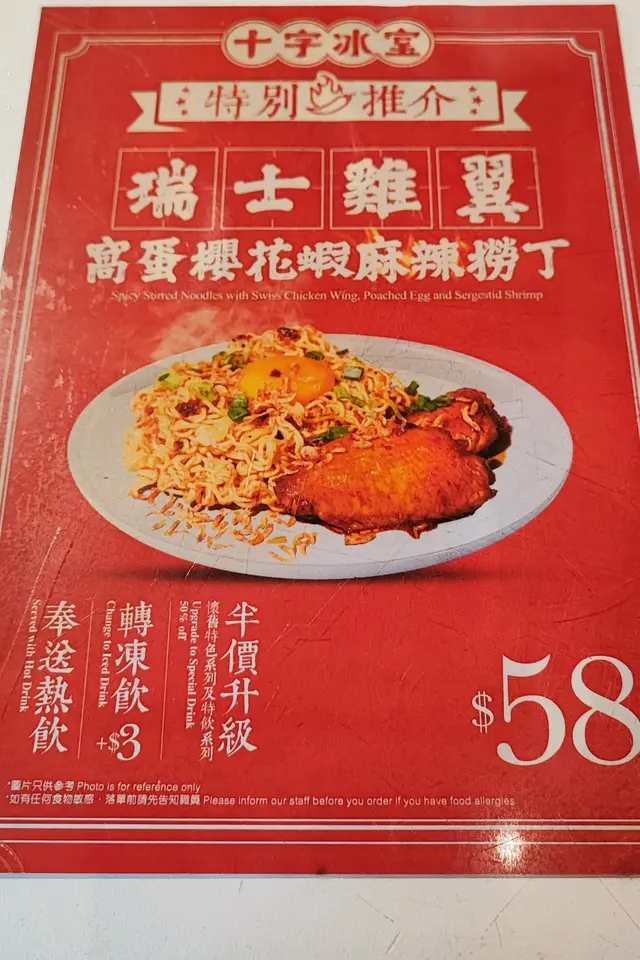 十字冰室
特別推介
瑞士雞翼
窩蛋櫻花蝦麻辣撈丁
Spicy Stirred Noodles with Swiss Chicken Wing, Poached Egg and Sergestid Shrimp
半價升級
懷舊特色系列及特飲系列
Upgrade to Special Drink
50% off
轉凍飲 +$3
Change to Iced Drink
奉送熱飲
Served with Hot Drink
$58
*圖片只供參考 Photo is for reference only
*如有任何食物敏感，落單前請先告知職員 Please inform our staff before you order if you have food allergies